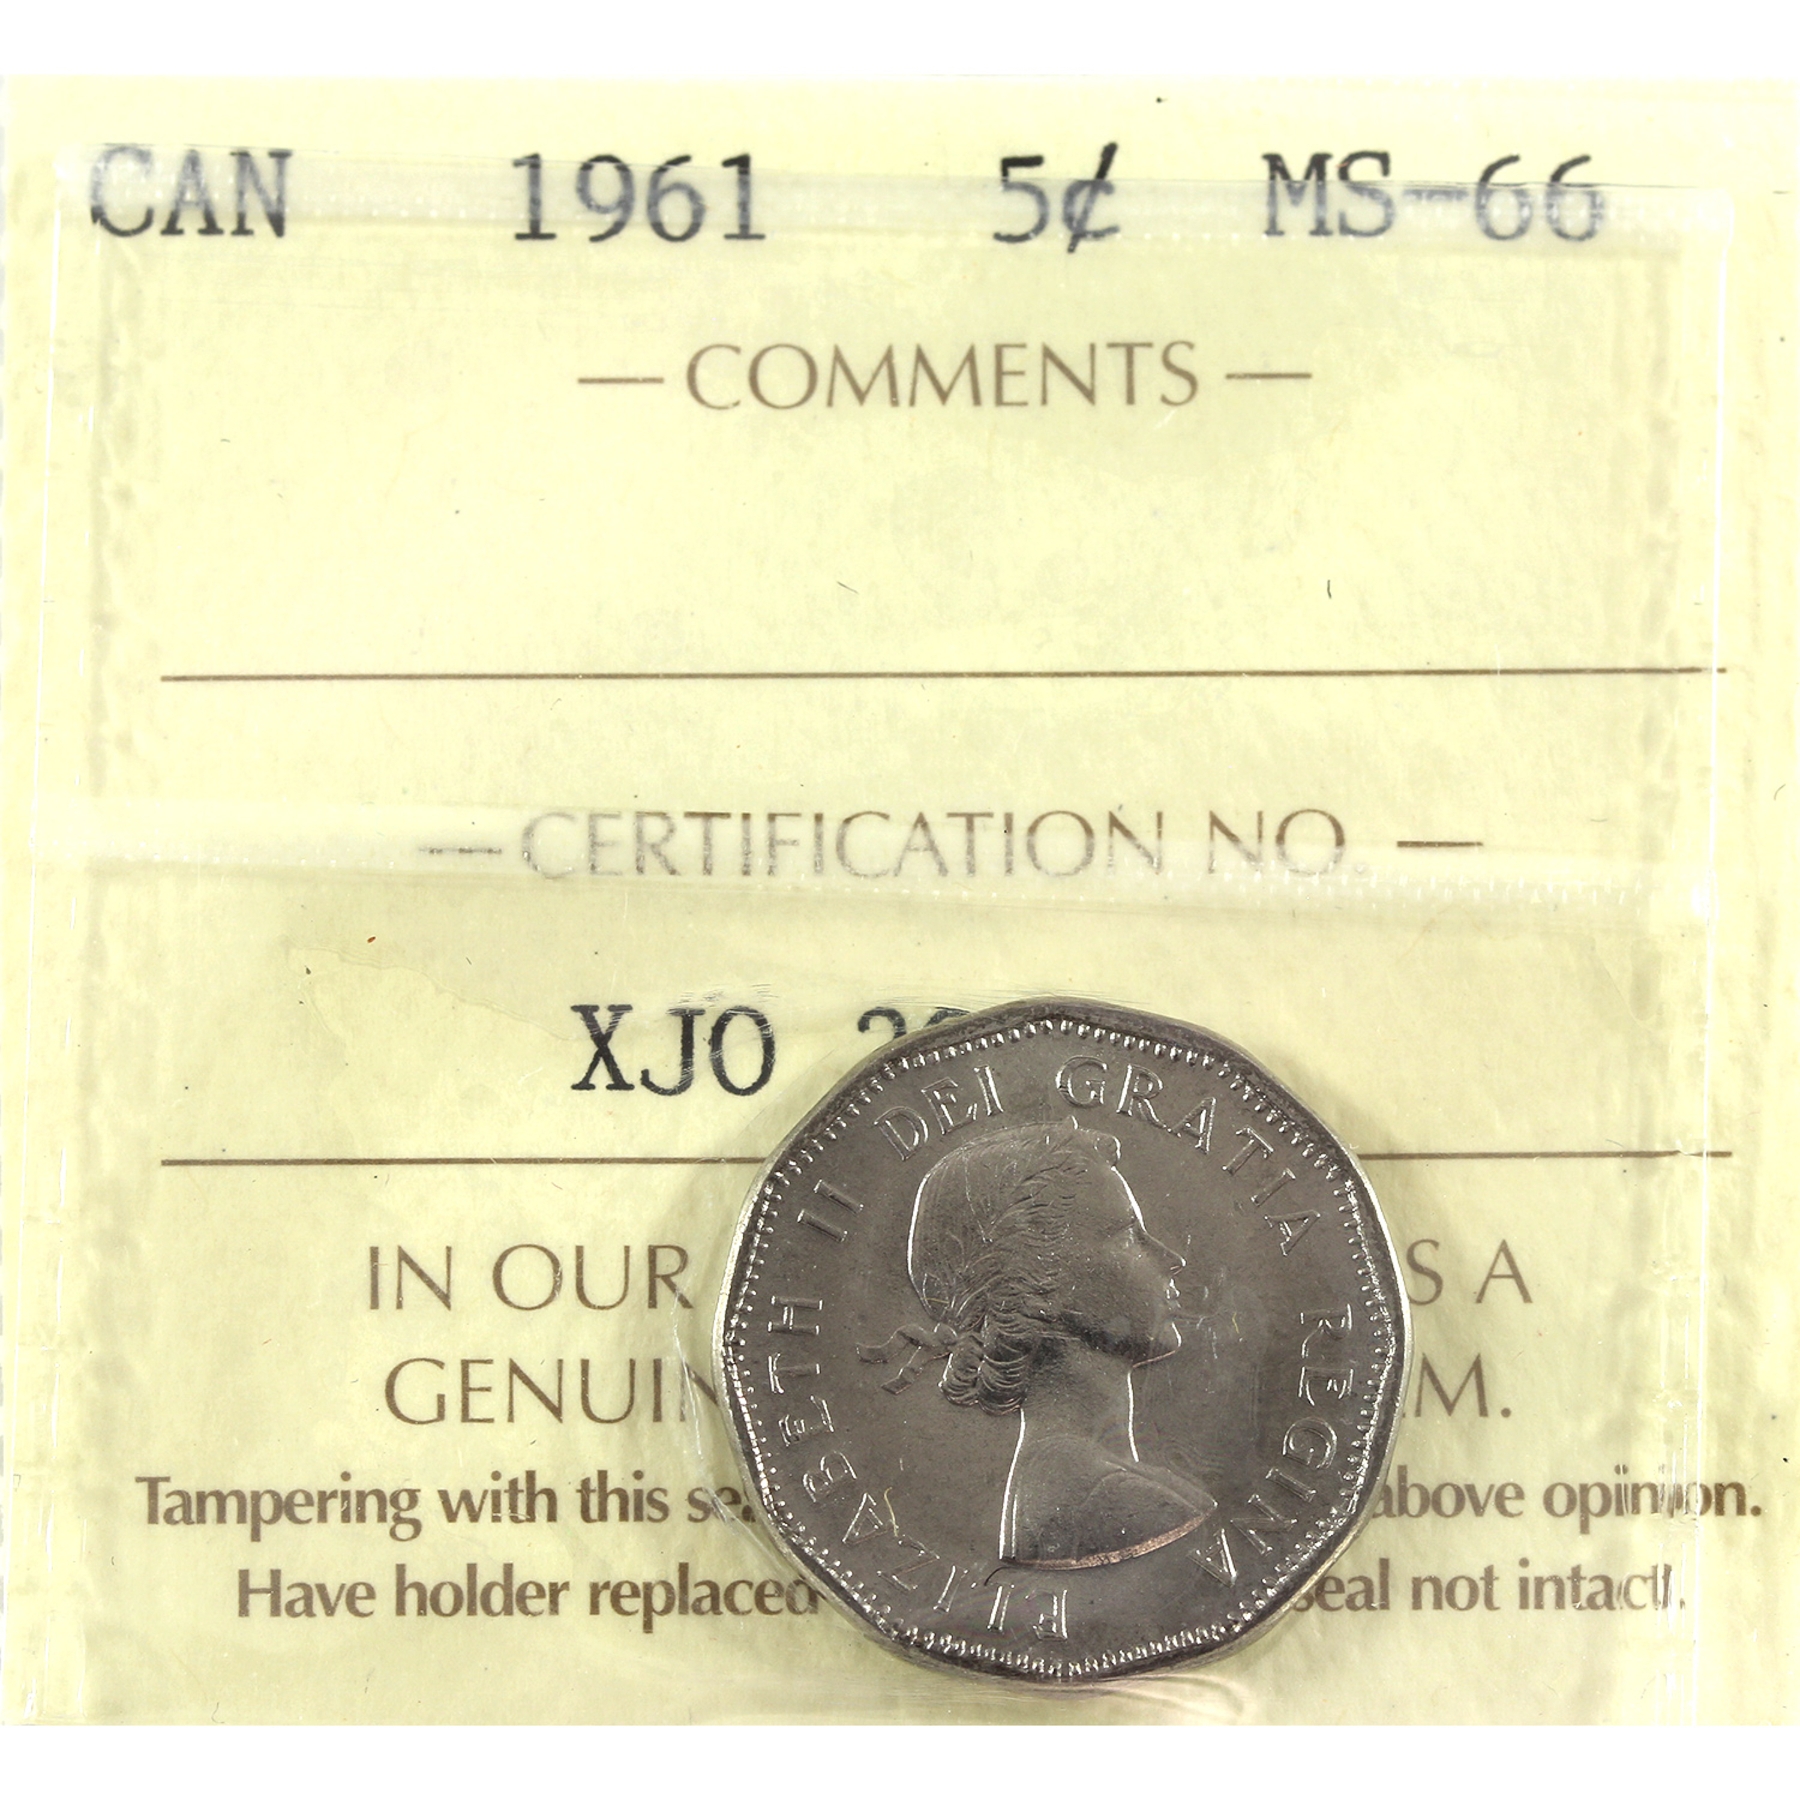 CAN 1961 5¢ MS-66
— COMMENTS —
— CERTIFICATION NO. —
XJO
ELIZABETH II DEI GRATIA REGINA
IN OUR S A
GENUIN M.
Tampering with this se above opinion.
Have holder replaced seal not intact.